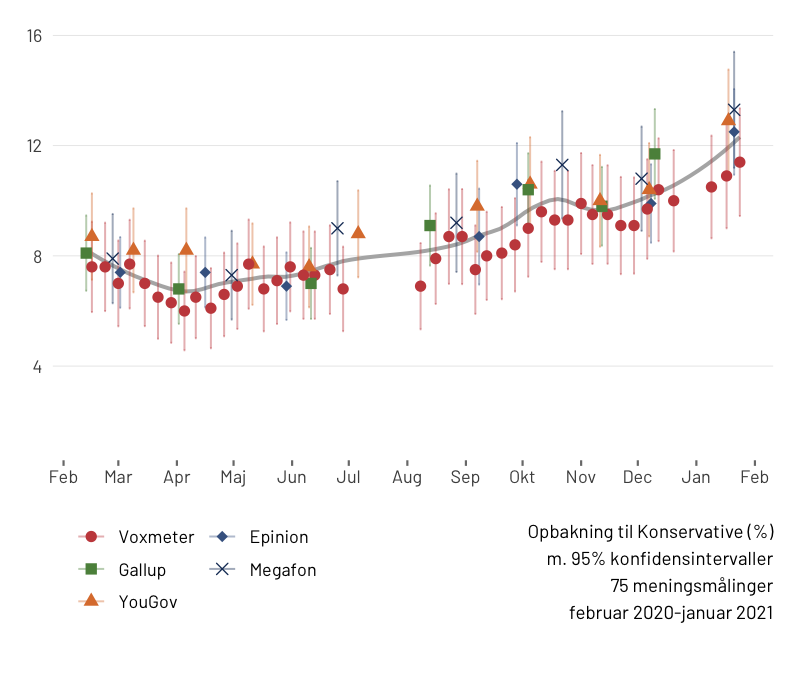 16
12
8
4
Feb Mar Apr Maj Jun Jul Aug Sep Okt Nov Dec Jan Feb
Voxmeter Epinion
Gallup Megafon
YouGov
Opbakning til Konservative (%)
m. 95% konfidensintervaller
75 meningsmålinger
februar 2020-januar 2021